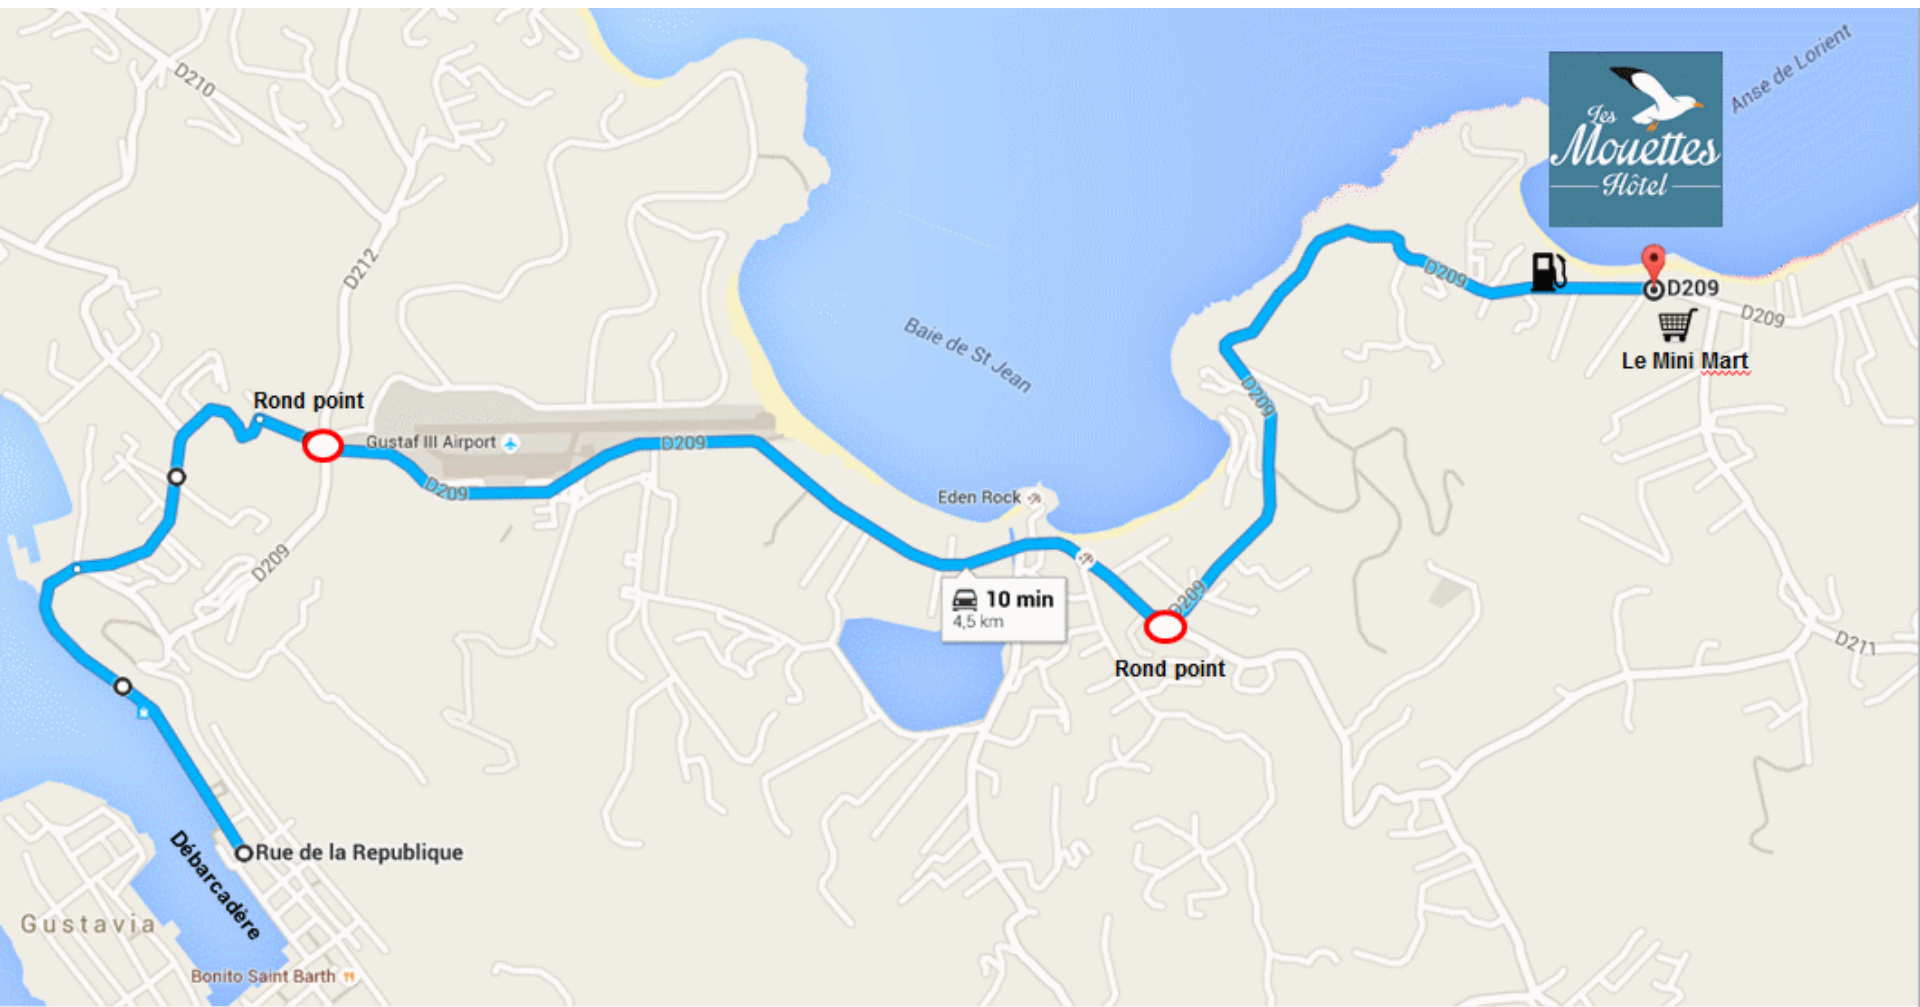 D210
Anse de Lorient
Les
Mouettes
Hôtel
D212
D209
D209
D209
Le Mini Mart
Baie de St Jean
D209
Rond point
Gustaf III Airport
D209
D209
Eden Rock
D209
10 min
4,5 km
D209
Rond point
D211
Rue de la Republique
Débarcadère
Gustavia
Bonito Saint Barth